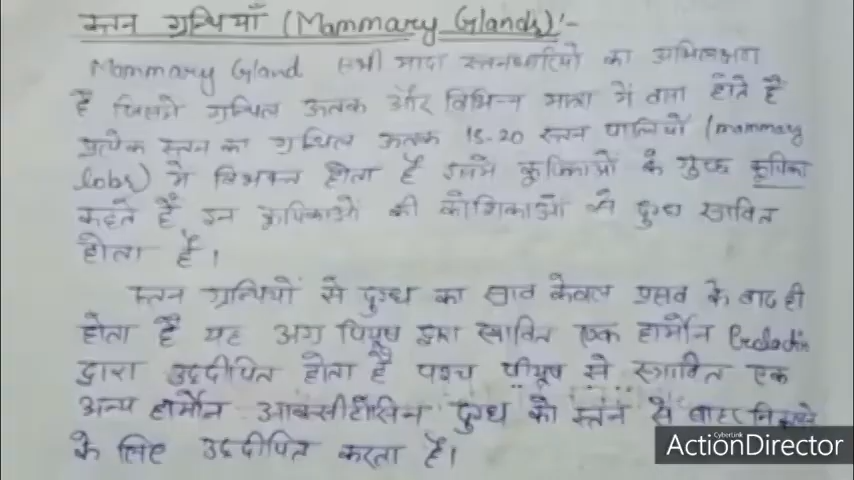 स्तन ग्रन्थियाँ (Mammary Glands):-
Mammary Gland सभी मादा स्तनधारियों का अभिलक्षण
है जिसमे ग्रन्थिल ऊतक और विभिन्न मात्रा में वसा होते है
प्रत्येक स्तन का ग्रन्थिल ऊतक 15-20 स्तन पालियों (mammary
lobs) में विभक्त होता है इनमे कूपिकाओ के गुच्छ कूपिका
कहते हैं इन कूपिकाओं की कोशिकाओं से दुग्ध स्त्रावित
होता है।
स्तन ग्रन्थियों से दुग्ध का स्राव केवल प्रसव के बाद ही
होता है यह अग्र पियूष द्वारा स्त्रावित एक हार्मोन Prolactin
द्वारा उद्दीपित होता है पश्च पीयूष से स्त्रावित एक
अन्य हार्मोन आक्सीटोसिन दुग्ध को स्तन से बाहर
के लिए उद्दीपित करता है।
CyberLink
ActionDirector